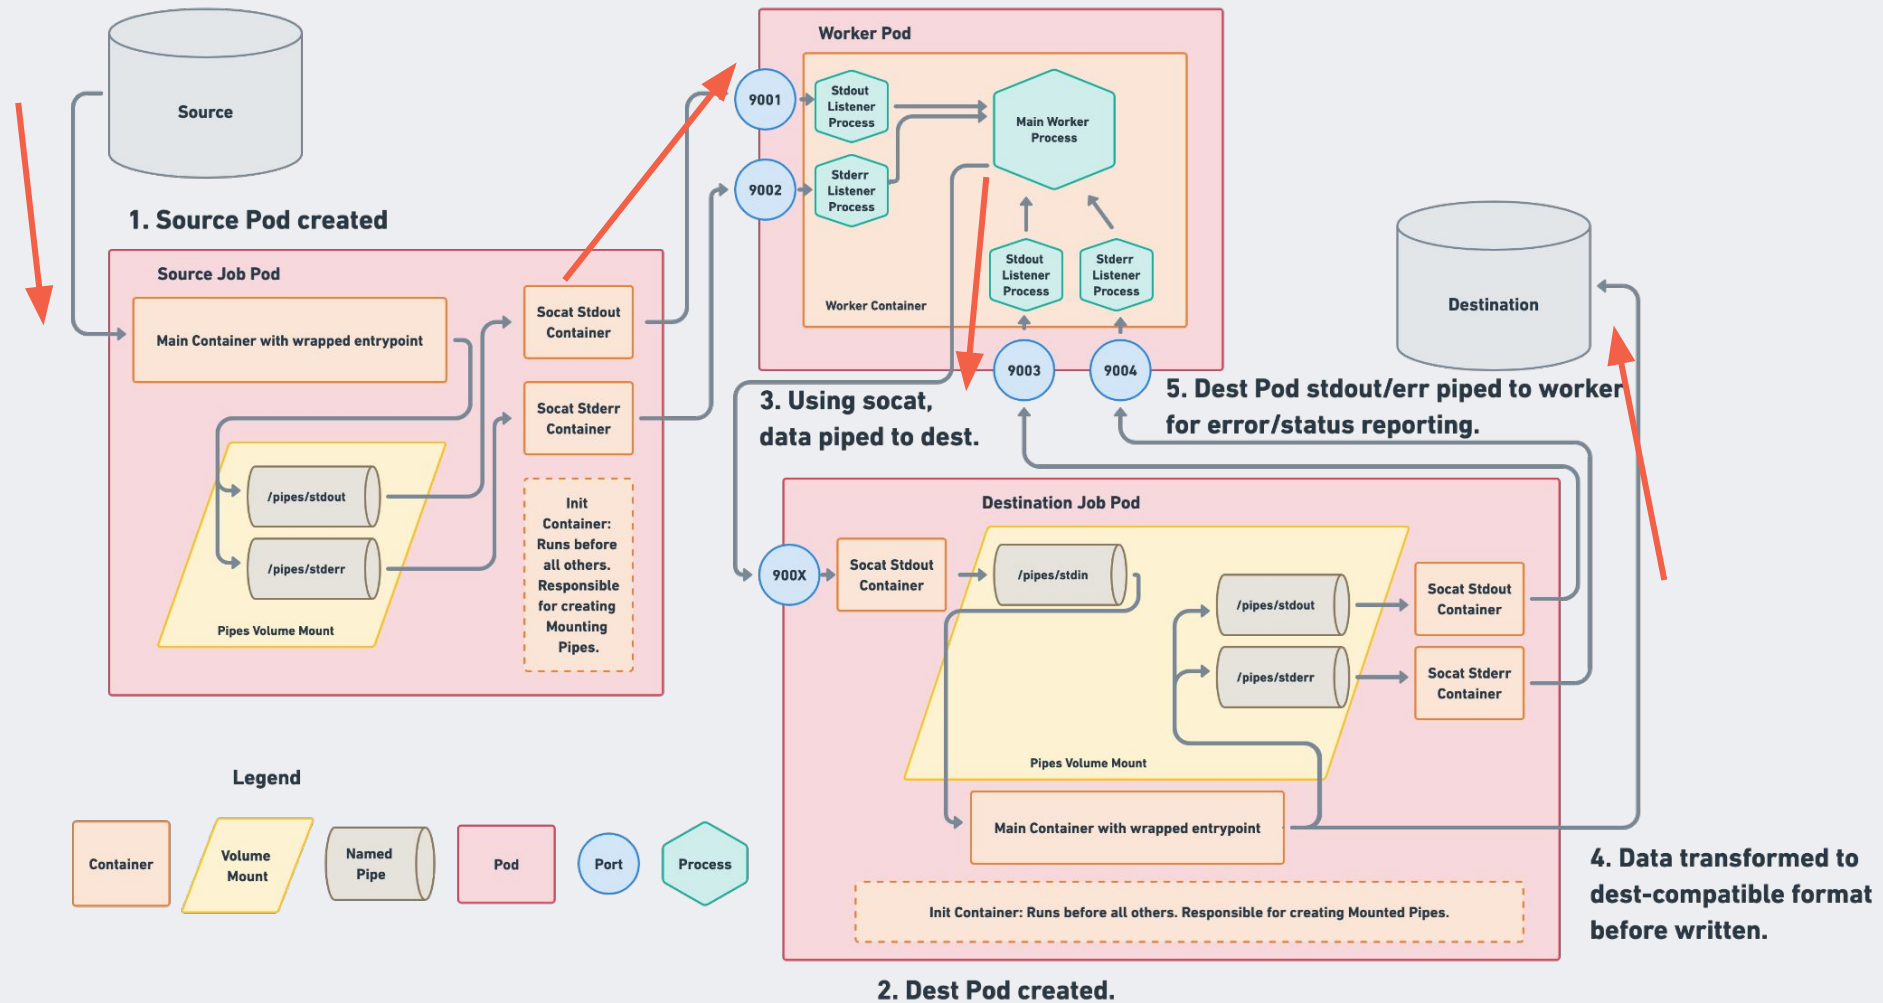 Source
1. Source Pod created
Source Job Pod
Main Container with wrapped entrypoint
Socat Stdout
Container
Socat Stderr
Container
/pipes/stdout
/pipes/stderr
Pipes Volume Mount
Init
Container:
Runs before
all others.
Responsible
for creating
Mounting
Pipes.
Worker Pod
9001
9002
Stdout
Listener
Process
Stderr
Listener
Process
Main Worker
Process
Stdout
Listener
Process
Stderr
Listener
Process
Worker Container
9003
9004
3. Using socat,
data piped to dest.
5. Dest Pod stdout/err piped to worker
for error/status reporting.
Destination
Destination Job Pod
900X
Socat Stdout
Container
/pipes/stdin
/pipes/stdout
/pipes/stderr
Socat Stdout
Container
Socat Stderr
Container
Pipes Volume Mount
Main Container with wrapped entrypoint
Init Container: Runs before all others. Responsible for creating Mounted Pipes.
4. Data transformed to
dest-compatible format
before written.
2. Dest Pod created.
Legend
Container
Volume
Mount
Named
Pipe
Pod
Port
Process